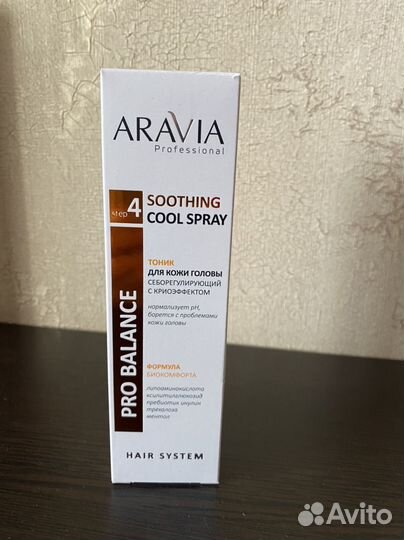 ARAVIA
Professional
step 4
SOOTHING
COOL SPRAY
PRO BALANCE
ТОНИК
ДЛЯ КОЖИ ГОЛОВЫ
СЕБОРЕГУЛИРУЮЩИЙ
С КРИОЭФФЕКТОМ
нормализует pH,
борется с проблемами
кожи головы
ФОРМУЛА
БИОКОМФОРТА
липоаминокислота
ксилитилглюкозид
пребиотик инулин
трегалоза
ментол
HAIR SYSTEM
Avito